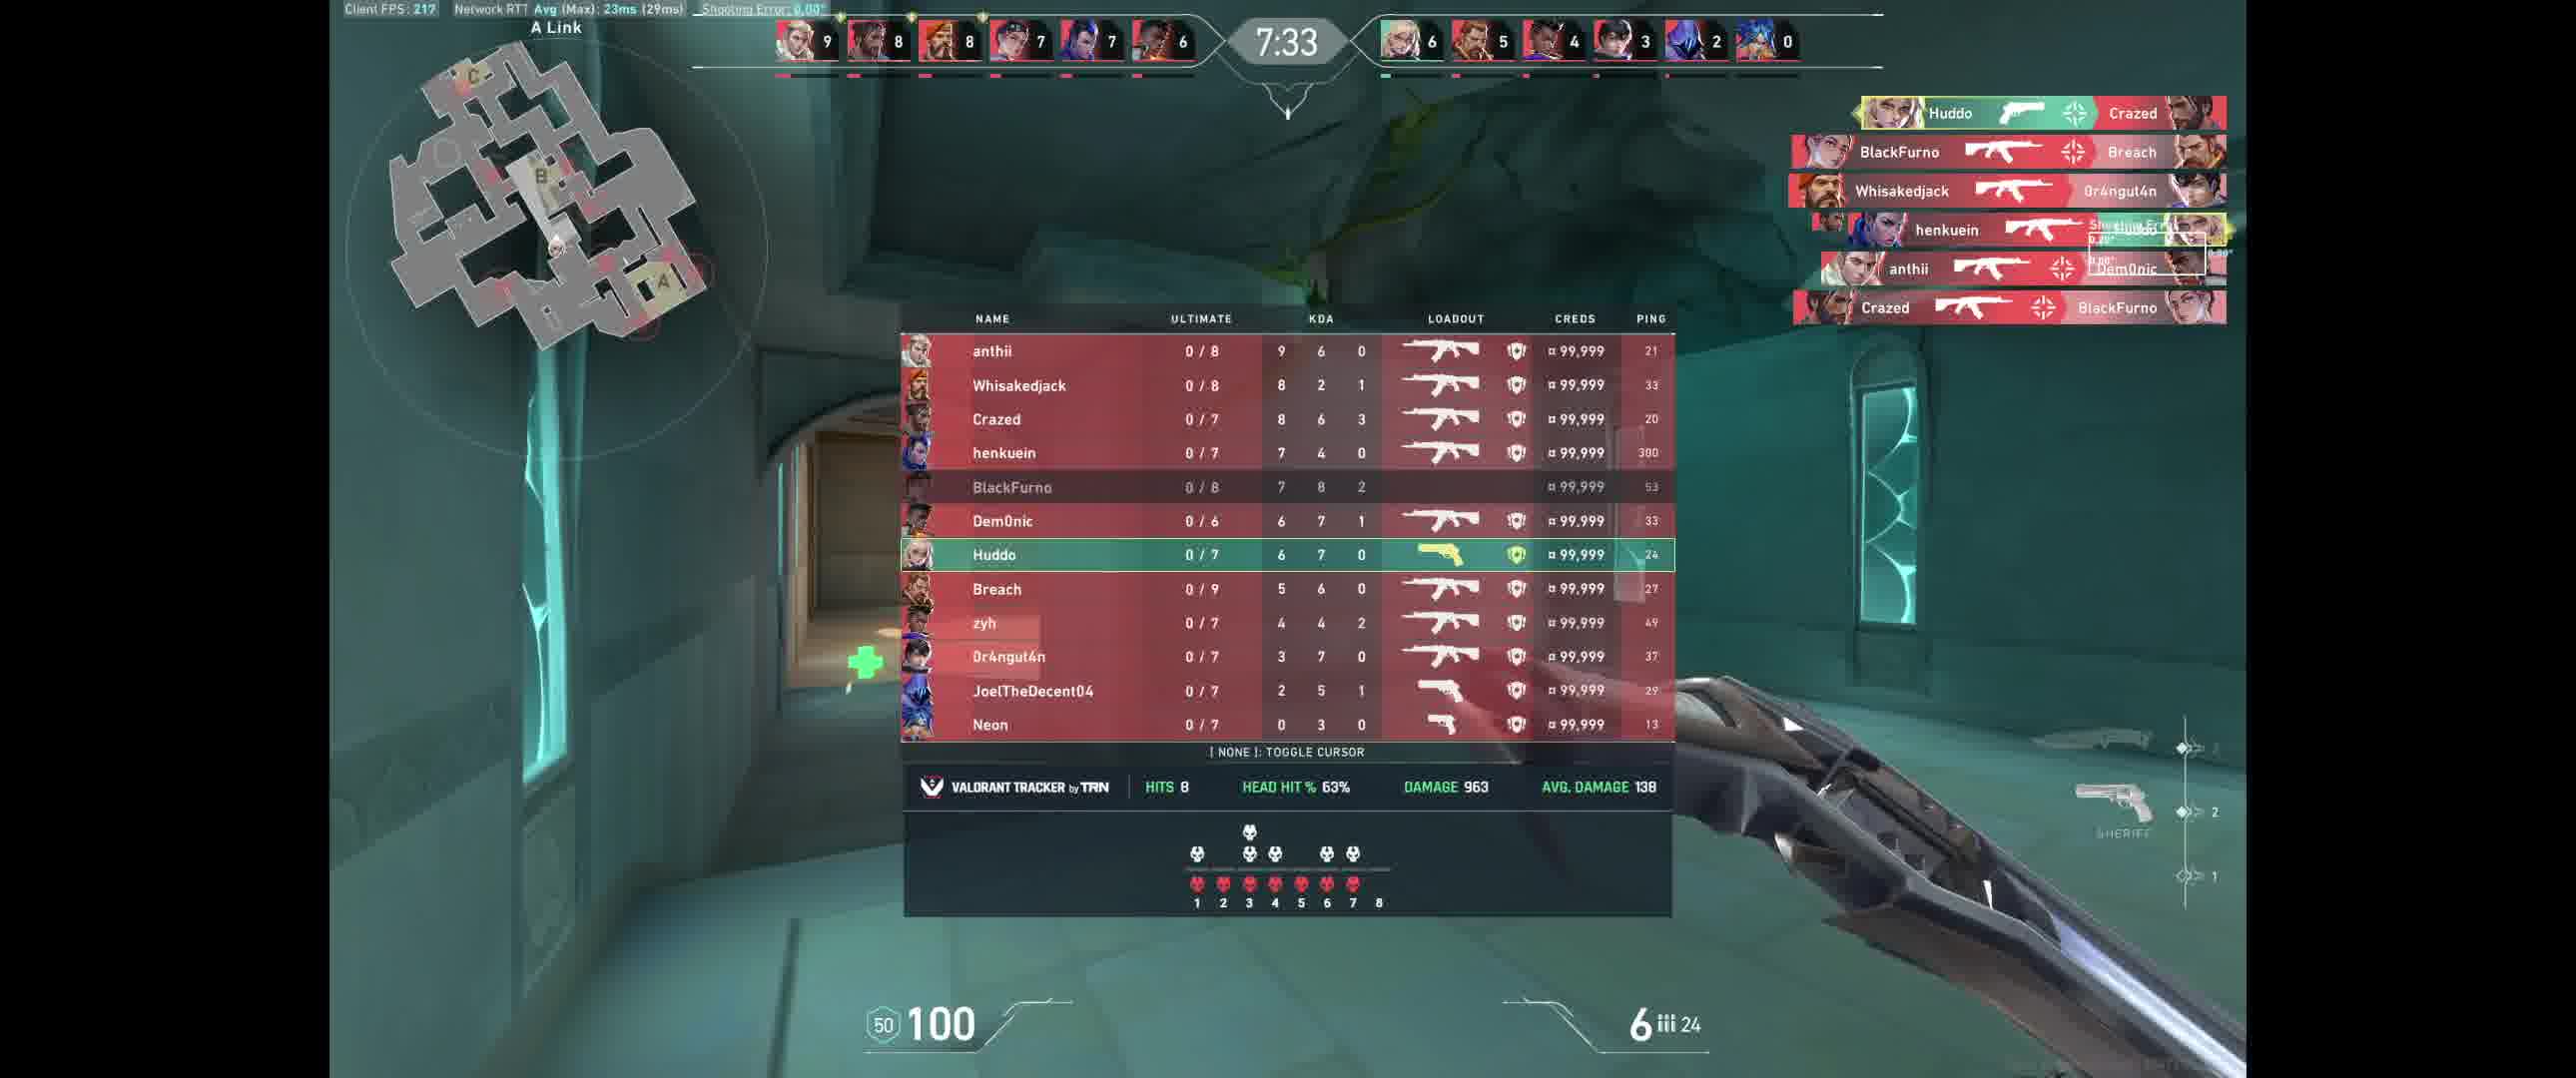 Client FPS: 217 Network RTT Avg (Max): 23ms (29ms) Shooting Error: 0.00°
A Link
9 8 8 7 7 6 7:33 6 5 4 3 2 0
C
B
A
Huddo Crazed
BlackFurno Breach
Whisakedjack 0r4ngut4n
henkuein Huddo
anthii Dem0nic
Crazed BlackFurno
NAME ULTIMATE KDA LOADOUT CREDS PING
anthii 0 / 8 9 6 0 ¤ 99,999 21
Whisakedjack 0 / 8 8 2 1 ¤ 99,999 33
Crazed 0 / 7 8 6 3 ¤ 99,999 20
henkuein 0 / 7 7 4 0 ¤ 99,999 300
BlackFurno 0 / 8 7 8 2 ¤ 99,999 53
Dem0nic 0 / 6 6 7 1 ¤ 99,999 33
Huddo 0 / 7 6 7 0 ¤ 99,999 24
Breach 0 / 9 5 6 0 ¤ 99,999 27
zyh 0 / 7 4 4 2 ¤ 99,999 49
0r4ngut4n 0 / 7 3 7 0 ¤ 99,999 37
JoelTheDecent04 0 / 7 2 5 1 ¤ 99,999 29
Neon 0 / 7 0 3 0 ¤ 99,999 13
[ NONE ]: TOGGLE CURSOR
VALORANT TRACKER by TRN HITS 8 HEAD HIT % 63% DAMAGE 963 AVG. DAMAGE 138
1 2 3 4 5 6 7 8
2
SHERIFF
1
50 100
6 24